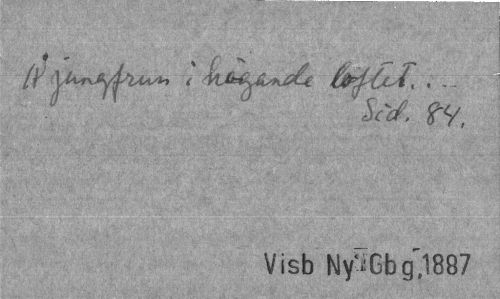 Å jungfrun i högande loftet...
Sid. 84.
Visb Ny Gbg, 1887